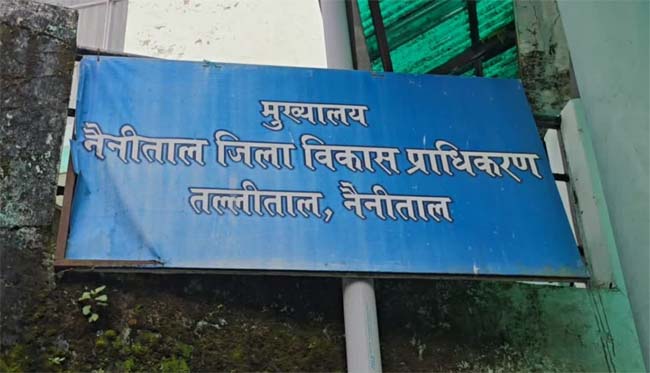 मुख्यालय
नैनीताल जिला विकास प्राधिकरण
तल्लीताल, नैनीताल